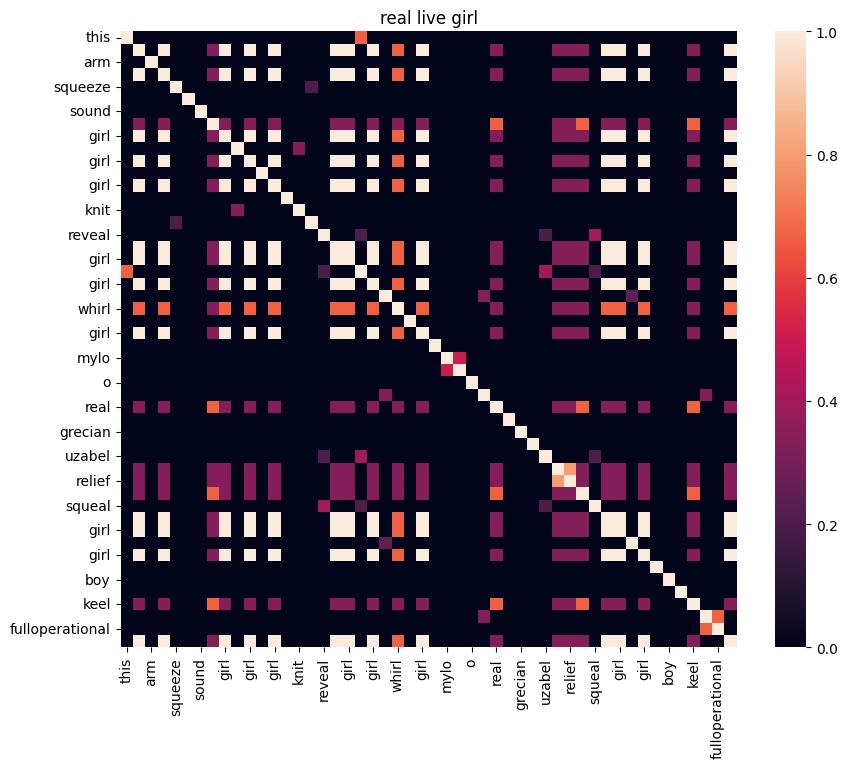 real live girl
this
arm
squeeze
sound
girl
girl
girl
knit
reveal
girl
girl
whirl
girl
mylo
o
real
grecian
uzabel
relief
squeal
girl
girl
boy
keel
fulloperational
this
arm
squeeze
sound
girl
girl
girl
knit
reveal
girl
girl
whirl
girl
mylo
o
real
grecian
uzabel
relief
squeal
girl
girl
boy
keel
fulloperational
1.0
0.8
0.6
0.4
0.2
0.0